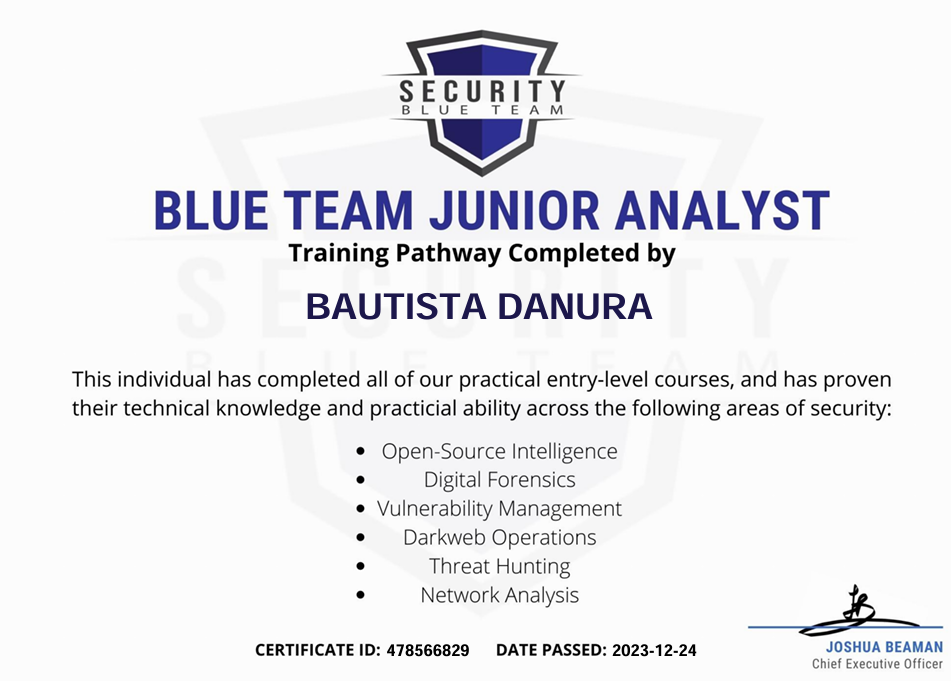 SECURITY
BLUE TEAM
BLUE TEAM JUNIOR ANALYST
Training Pathway Completed by
BAUTISTA DANURA
SECURITY
BLUE TEAM
This individual has completed all of our practical entry-level courses, and has proven
their technical knowledge and practicial ability across the following areas of security:
• Open-Source Intelligence
• Digital Forensics
• Vulnerability Management
• Darkweb Operations
• Threat Hunting
• Network Analysis
CERTIFICATE ID: 478566829 DATE PASSED: 2023-12-24
JOSHUA BEAMAN
Chief Executive Officer